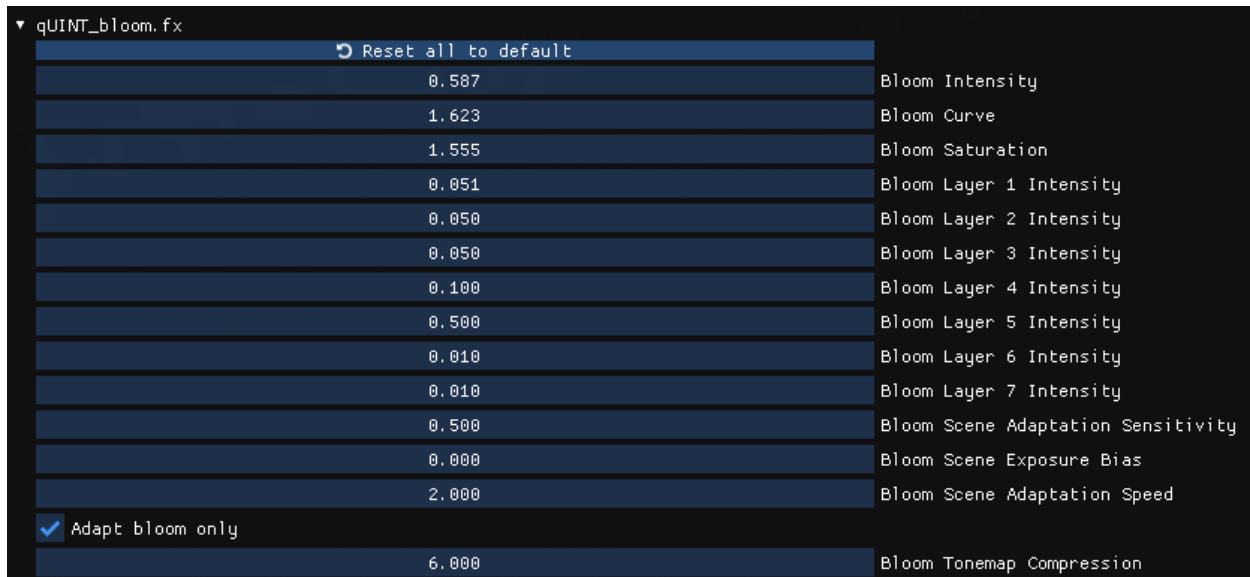 qUINT_bloom.fx
Reset all to default
0.587 Bloom Intensity
1.623 Bloom Curve
1.555 Bloom Saturation
0.051 Bloom Layer 1 Intensity
0.050 Bloom Layer 2 Intensity
0.050 Bloom Layer 3 Intensity
0.100 Bloom Layer 4 Intensity
0.500 Bloom Layer 5 Intensity
0.010 Bloom Layer 6 Intensity
0.010 Bloom Layer 7 Intensity
0.500 Bloom Scene Adaptation Sensitivity
0.000 Bloom Scene Exposure Bias
2.000 Bloom Scene Adaptation Speed
Adapt bloom only
6.000 Bloom Tonemap Compression